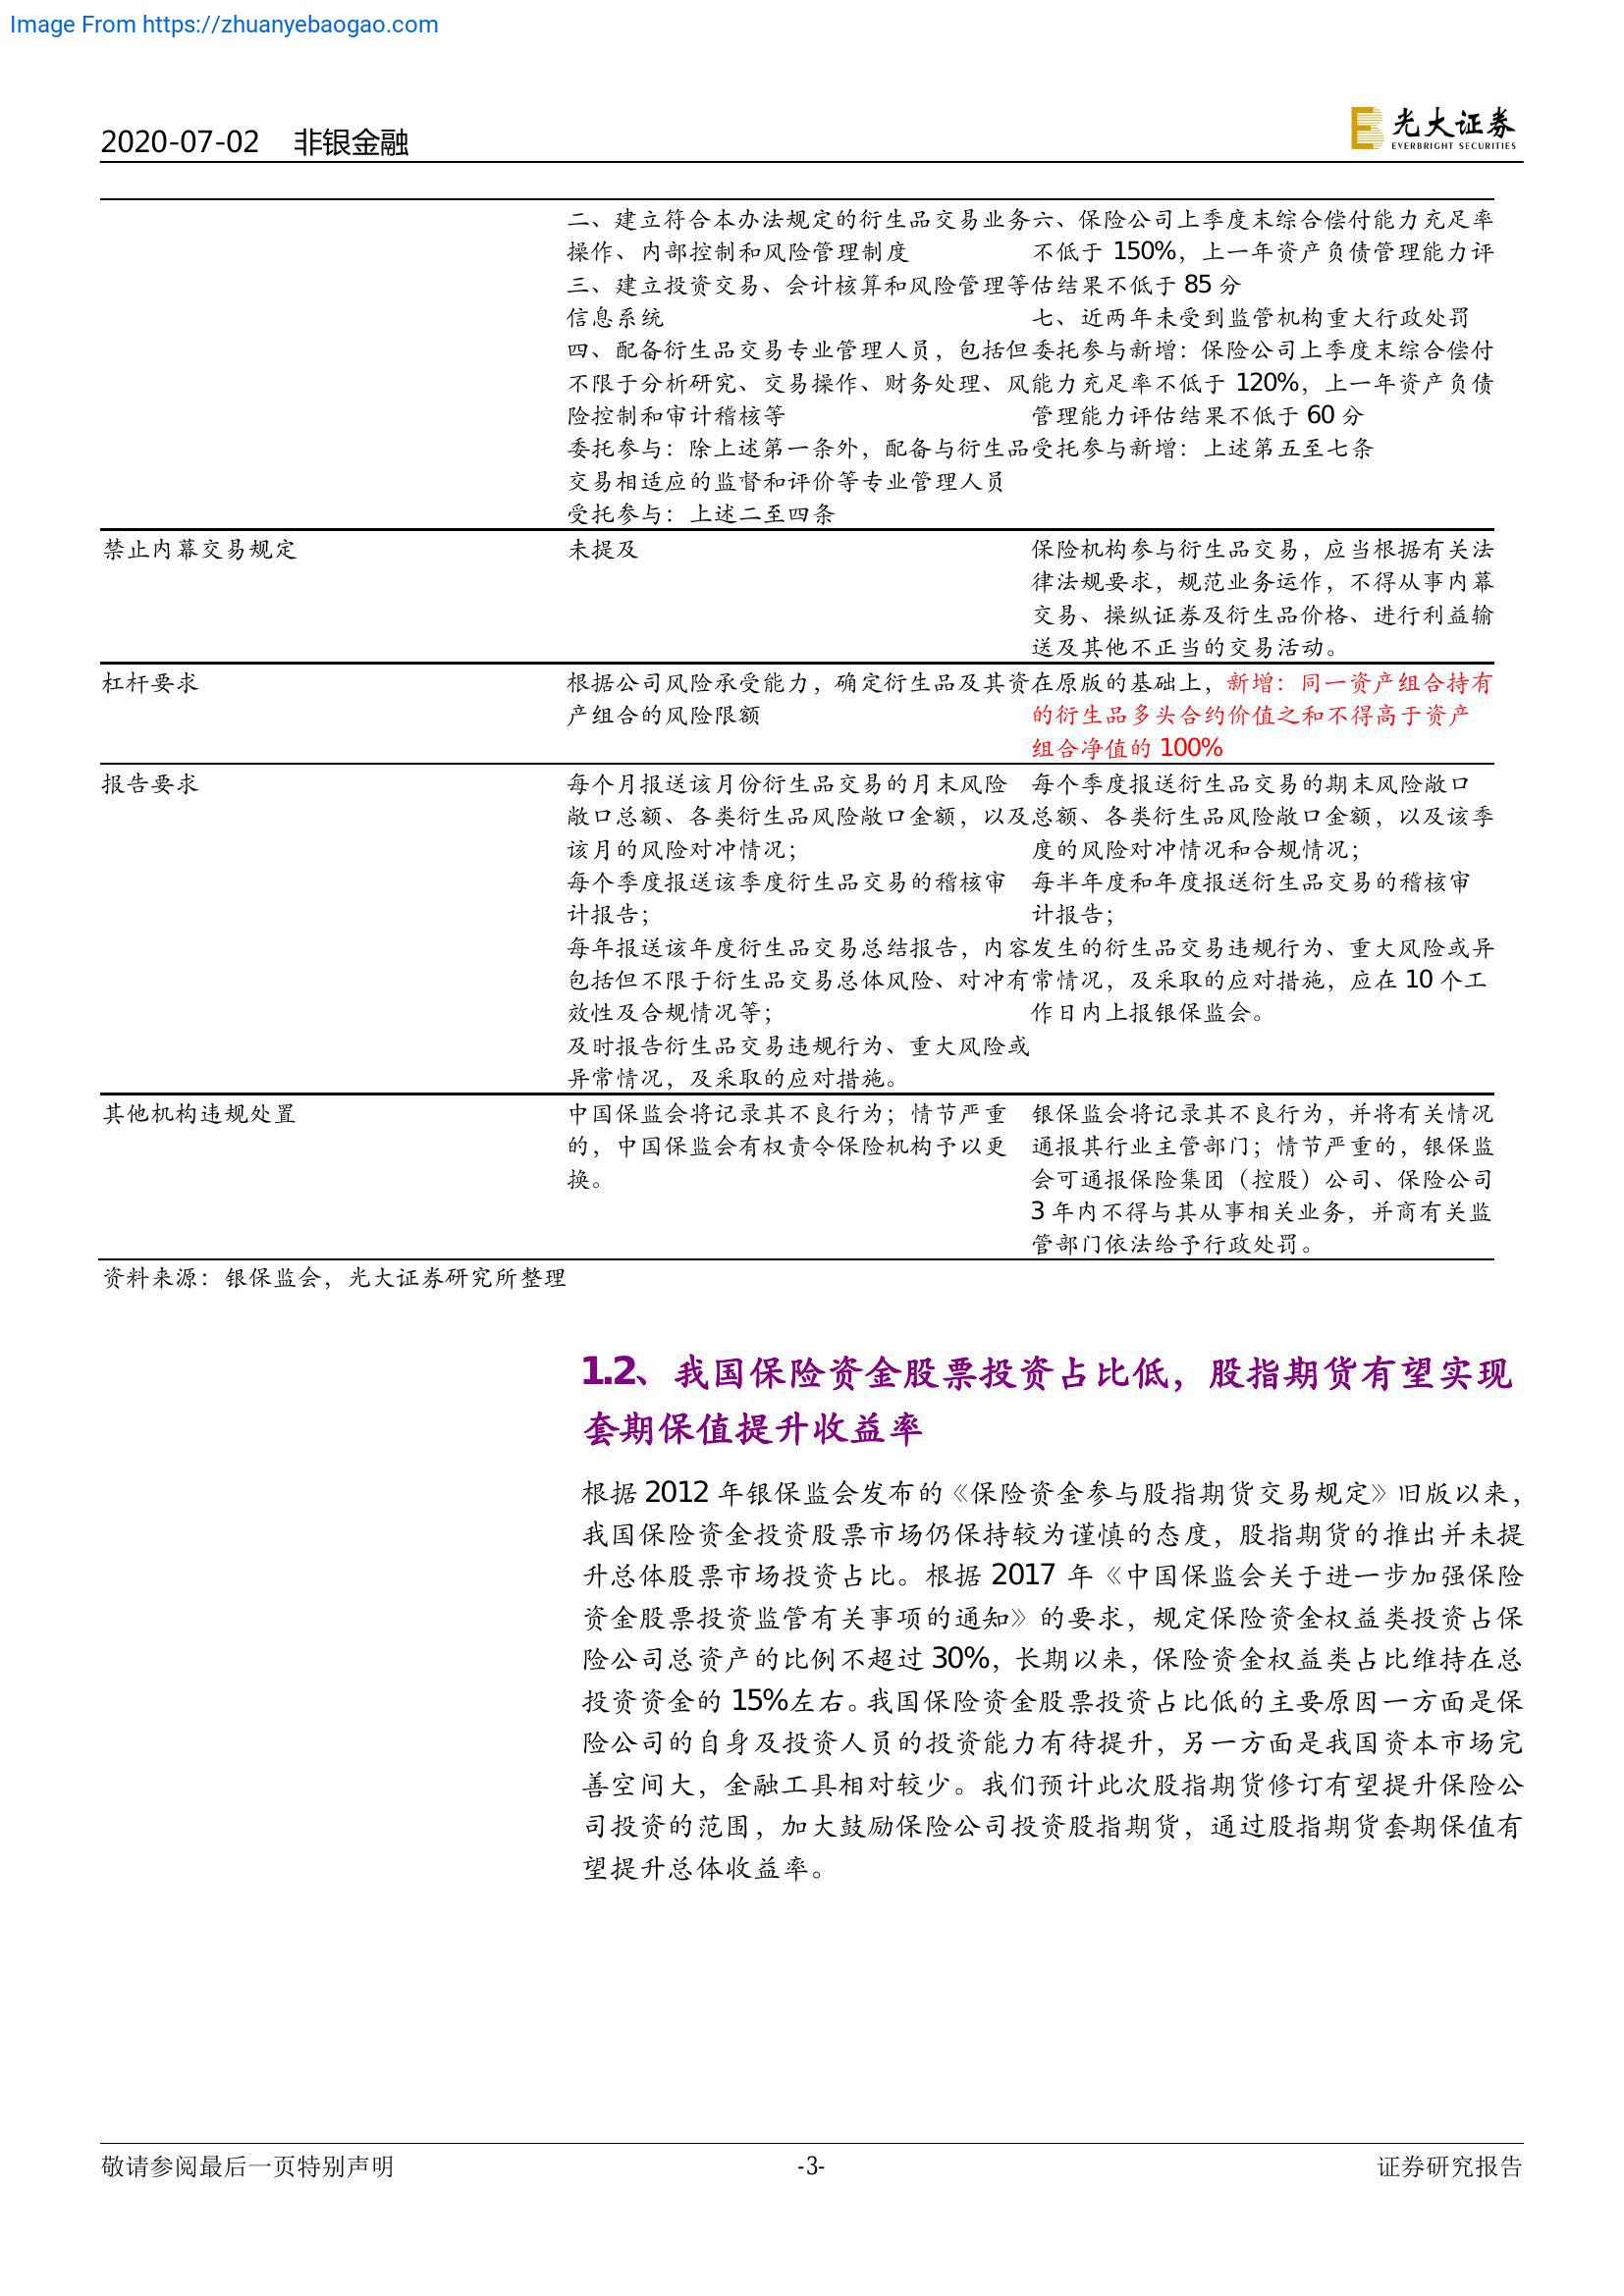 Image From https://zhuanyebaogao.com
2020-07-02 非银金融
光大证券
EVERBRIGHT SECURITIES
二、建立符合本办法规定的衍生品交易业务
操作、内部控制和风险管理制度
三、建立投资交易、会计核算和风险管理等
信息系统
四、配备衍生品交易专业管理人员，包括但
不限于分析研究、交易操作、财务处理、风
险控制和审计稽核等
委托参与：除上述第一条外，配备与衍生品
交易相适应的监督和评价等专业管理人员
受托参与：上述二至四条
六、保险公司上季度末综合偿付能力充足率
不低于 150%，上一年资产负债管理能力评
估结果不低于 85 分
七、近两年未受到监管机构重大行政处罚
委托参与新增：保险公司上季度末综合偿付
能力充足率不低于 120%，上一年资产负债
管理能力评估结果不低于 60 分
受托参与新增：上述第五至七条
禁止内幕交易规定
未提及
保险机构参与衍生品交易，应当根据有关法
律法规要求，规范业务运作，不得从事内幕
交易、操纵证券及衍生品价格、进行利益输
送及其他不正当的交易活动。
杠杆要求
根据公司风险承受能力，确定衍生品及其资
产组合的风险限额
在原版的基础上，新增：同一资产组合持有
的衍生品多头合约价值之和不得高于资产
组合净值的 100%
报告要求
每个月报送该月份衍生品交易的月末风险
敞口总额、各类衍生品风险敞口金额，以及
该月的风险对冲情况；
每个季度报送该季度衍生品交易的稽核审
计报告；
每年报送该年度衍生品交易总结报告，内容
包括但不限于衍生品交易总体风险、对冲有
效性及合规情况等；
及时报告衍生品交易违规行为、重大风险或
异常情况，及采取的应对措施。
每个季度报送衍生品交易的期末风险敞口
总额、各类衍生品风险敞口金额，以及该季
度的风险对冲情况和合规情况；
每半年度和年度报送衍生品交易的稽核审
计报告；
发生的衍生品交易违规行为、重大风险或异
常情况，及采取的应对措施，应在 10 个工
作日内上报银保监会。
其他机构违规处置
中国保监会将记录其不良行为；情节严重
的，中国保监会有权责令保险机构予以更
换。
银保监会将记录其不良行为，并将有关情况
通报其行业主管部门；情节严重的，银保监
会可通报保险集团（控股）公司、保险公司
3 年内不得与其从事相关业务，并商有关监
管部门依法给予行政处罚。
资料来源：银保监会，光大证券研究所整理
1.2、我国保险资金股票投资占比低，股指期货有望实现
套期保值提升收益率
根据 2012 年银保监会发布的《保险资金参与股指期货交易规定》旧版以来，
我国保险资金投资股票市场仍保持较为谨慎的态度，股指期货的推出并未提
升总体股票市场投资占比。根据 2017 年《中国保监会关于进一步加强保险
资金股票投资监管有关事项的通知》的要求，规定保险资金权益类投资占保
险公司总资产的比例不超过 30%，长期以来，保险资金权益类占比维持在总
投资资金的 15%左右。我国保险资金股票投资占比低的主要原因一方面是保
险公司的自身及投资人员的投资能力有待提升，另一方面是我国资本市场完
善空间大，金融工具相对较少。我们预计此次股指期货修订有望提升保险公
司投资的范围，加大鼓励保险公司投资股指期货，通过股指期货套期保值有
望提升总体收益率。
敬请参阅最后一页特别声明
-3-
证券研究报告